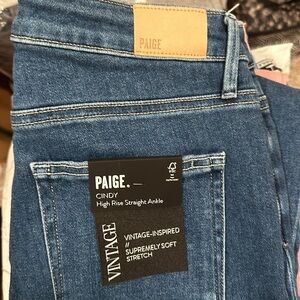 PAIGE
PAIGE.
CINDY
High Rise Straight Ankle
VINTAGE
VINTAGE-INSPIRED
//
SUPREMELY SOFT
STRETCH